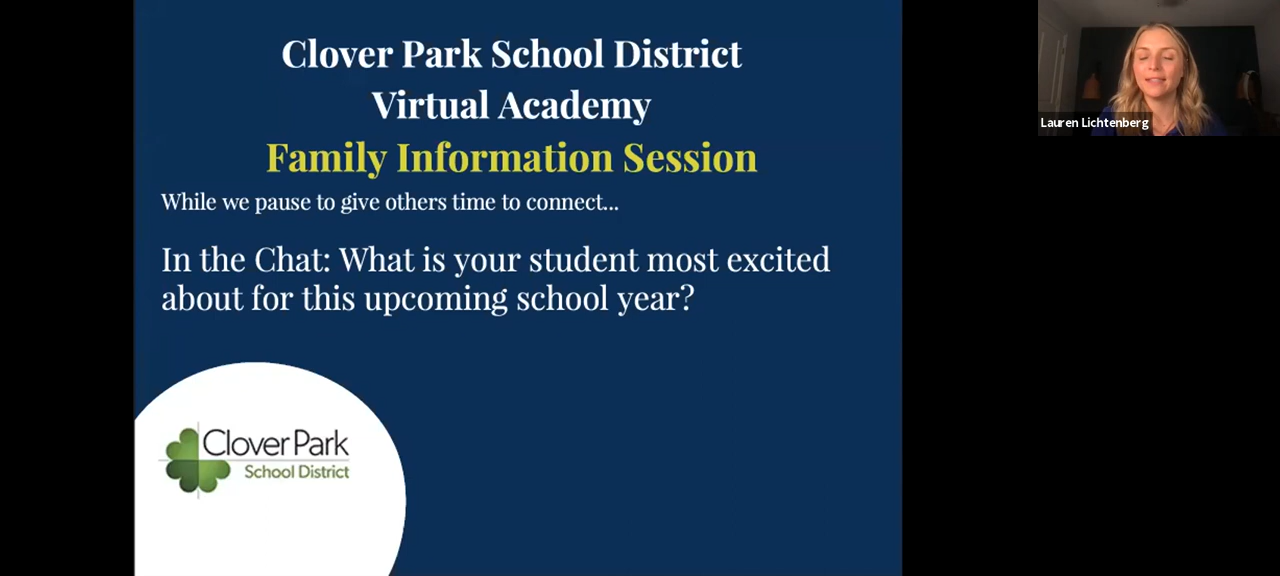 Clover Park School District
Virtual Academy
Family Information Session
While we pause to give others time to connect...
In the Chat: What is your student most excited
about for this upcoming school year?
Clover Park
School District
Lauren Lichtenberg